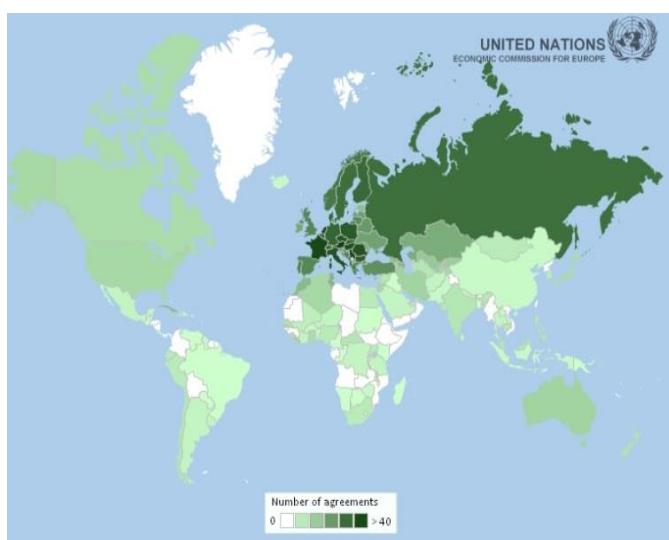 UNITED NATIONS
ECONOMIC COMMISSION FOR EUROPE
Number of agreements
0 > 40